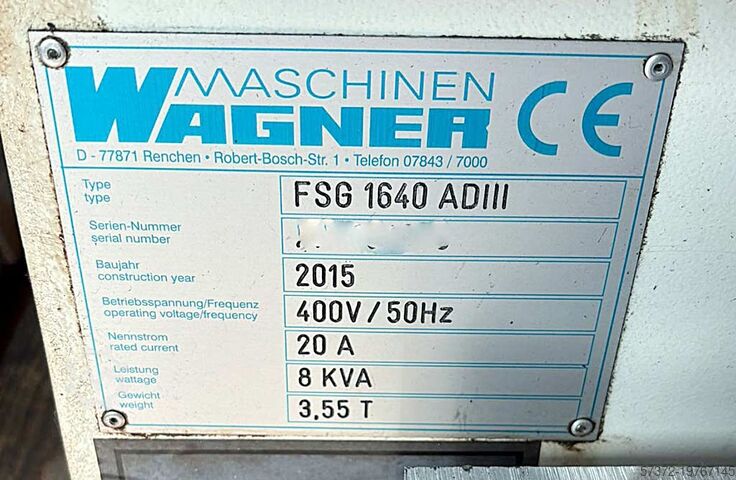 MASCHINEN
WAGNER CE
D - 77871 Renchen • Robert-Bosch-Str. 1 • Telefon 07843 / 7000
Type
type
FSG 1640 ADIII
Serien-Nummer
serial number
Baujahr
construction year
2015
Betriebsspannung/Frequenz
operating voltage/frequency
400V / 50Hz
Nennstrom
rated current
20 A
Leistung
wattage
8 KVA
Gewicht
weight
3.55 T
57372-19767145